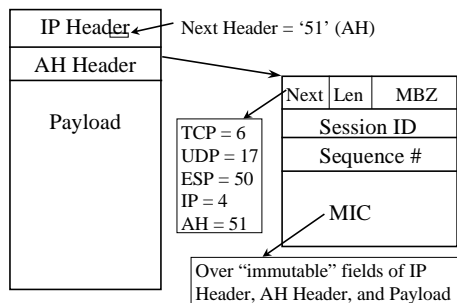 IP Header
Next Header = ‘51’ (AH)
AH Header
Payload
Next Len MBZ
Session ID
Sequence #
MIC
TCP = 6
UDP = 17
ESP = 50
IP = 4
AH = 51
Over “immutable” fields of IP
Header, AH Header, and Payload